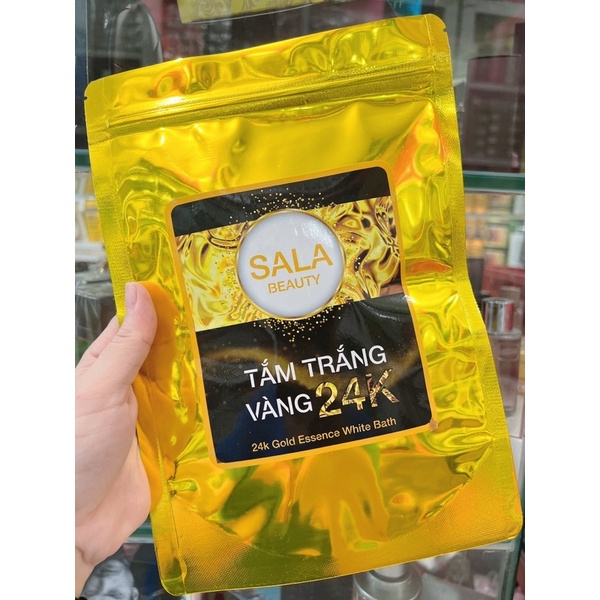 SALA
BEAUTY
TẮM TRẮNG
VÀNG 24K
24k Gold Essence White Bath